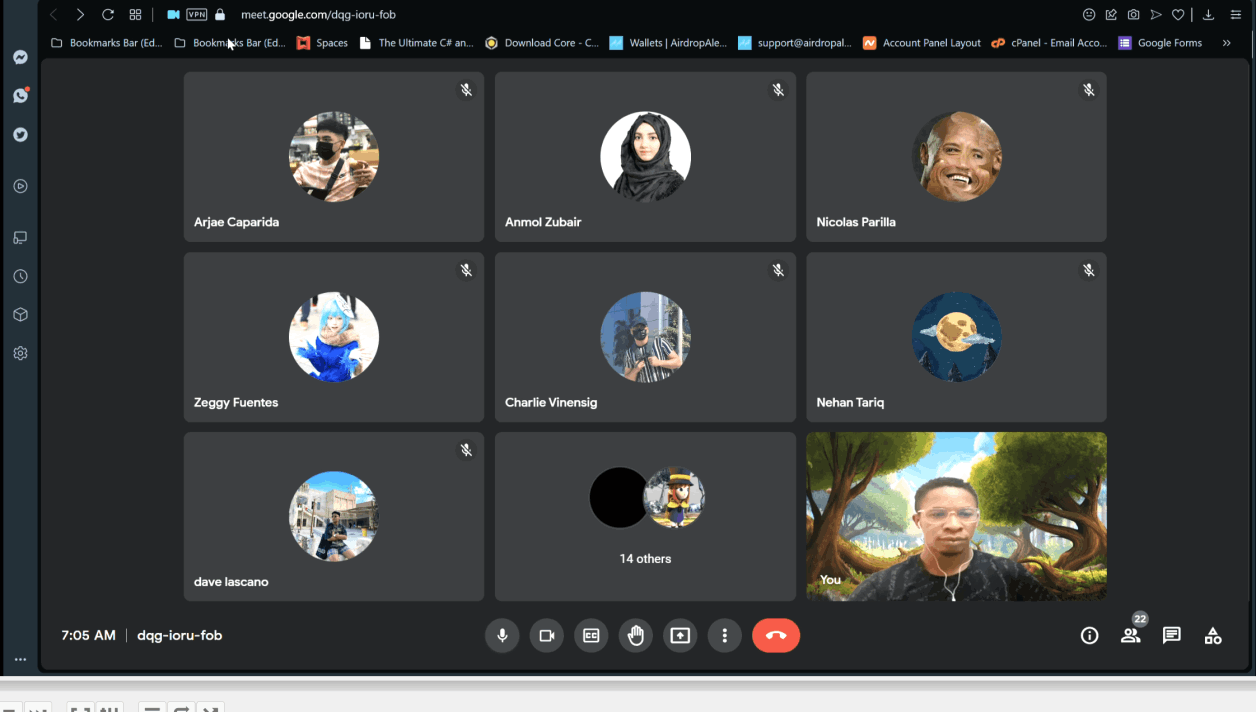 VPN meet.google.com/dqg-ioru-fob
Bookmarks Bar (Ed... Bookmarks Bar (Ed... Spaces The Ultimate C# an... Download Core - C... Wallets | AirdropAle... support@airdropal... Account Panel Layout cPanel - Email Acco... Google Forms »
Arjae Caparida Anmol Zubair Nicolas Parilla
Zeggy Fuentes Charlie Vinensig Nehan Tariq
14 others
dave lascano You
22
7:05 AM | dqg-ioru-fob CC